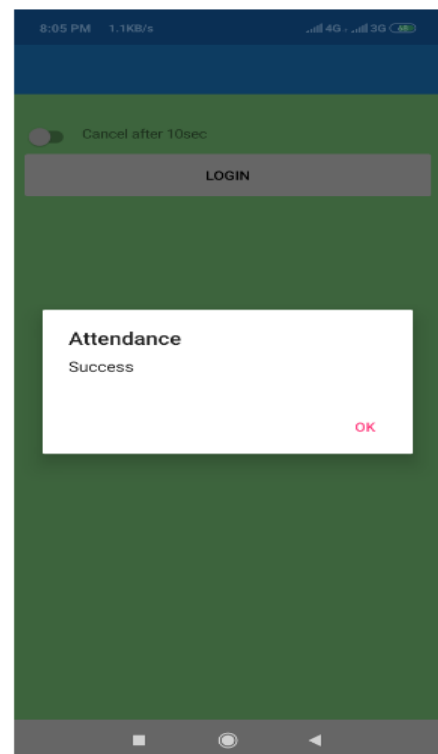 8:05 PM 1.1KB/s 4G 3G
Cancel after 10sec
LOGIN
Attendance
Success
OK